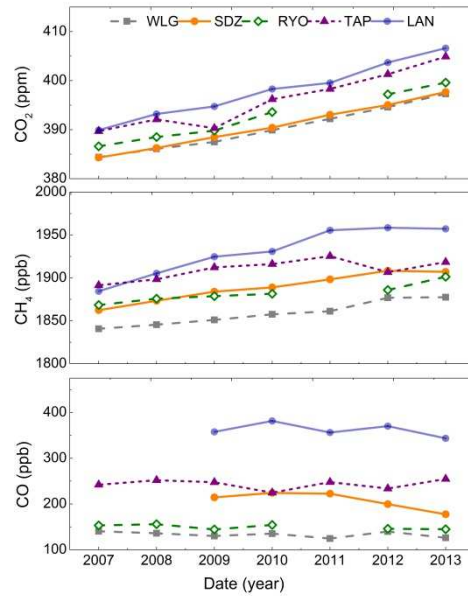 WLG SDZ RYO TAP LAN
410
400
390
380
CO₂ (ppm)
2000
1950
1900
1850
1800
CH₄ (ppb)
400
300
200
100
CO (ppb)
2007 2008 2009 2010 2011 2012 2013
Date (year)